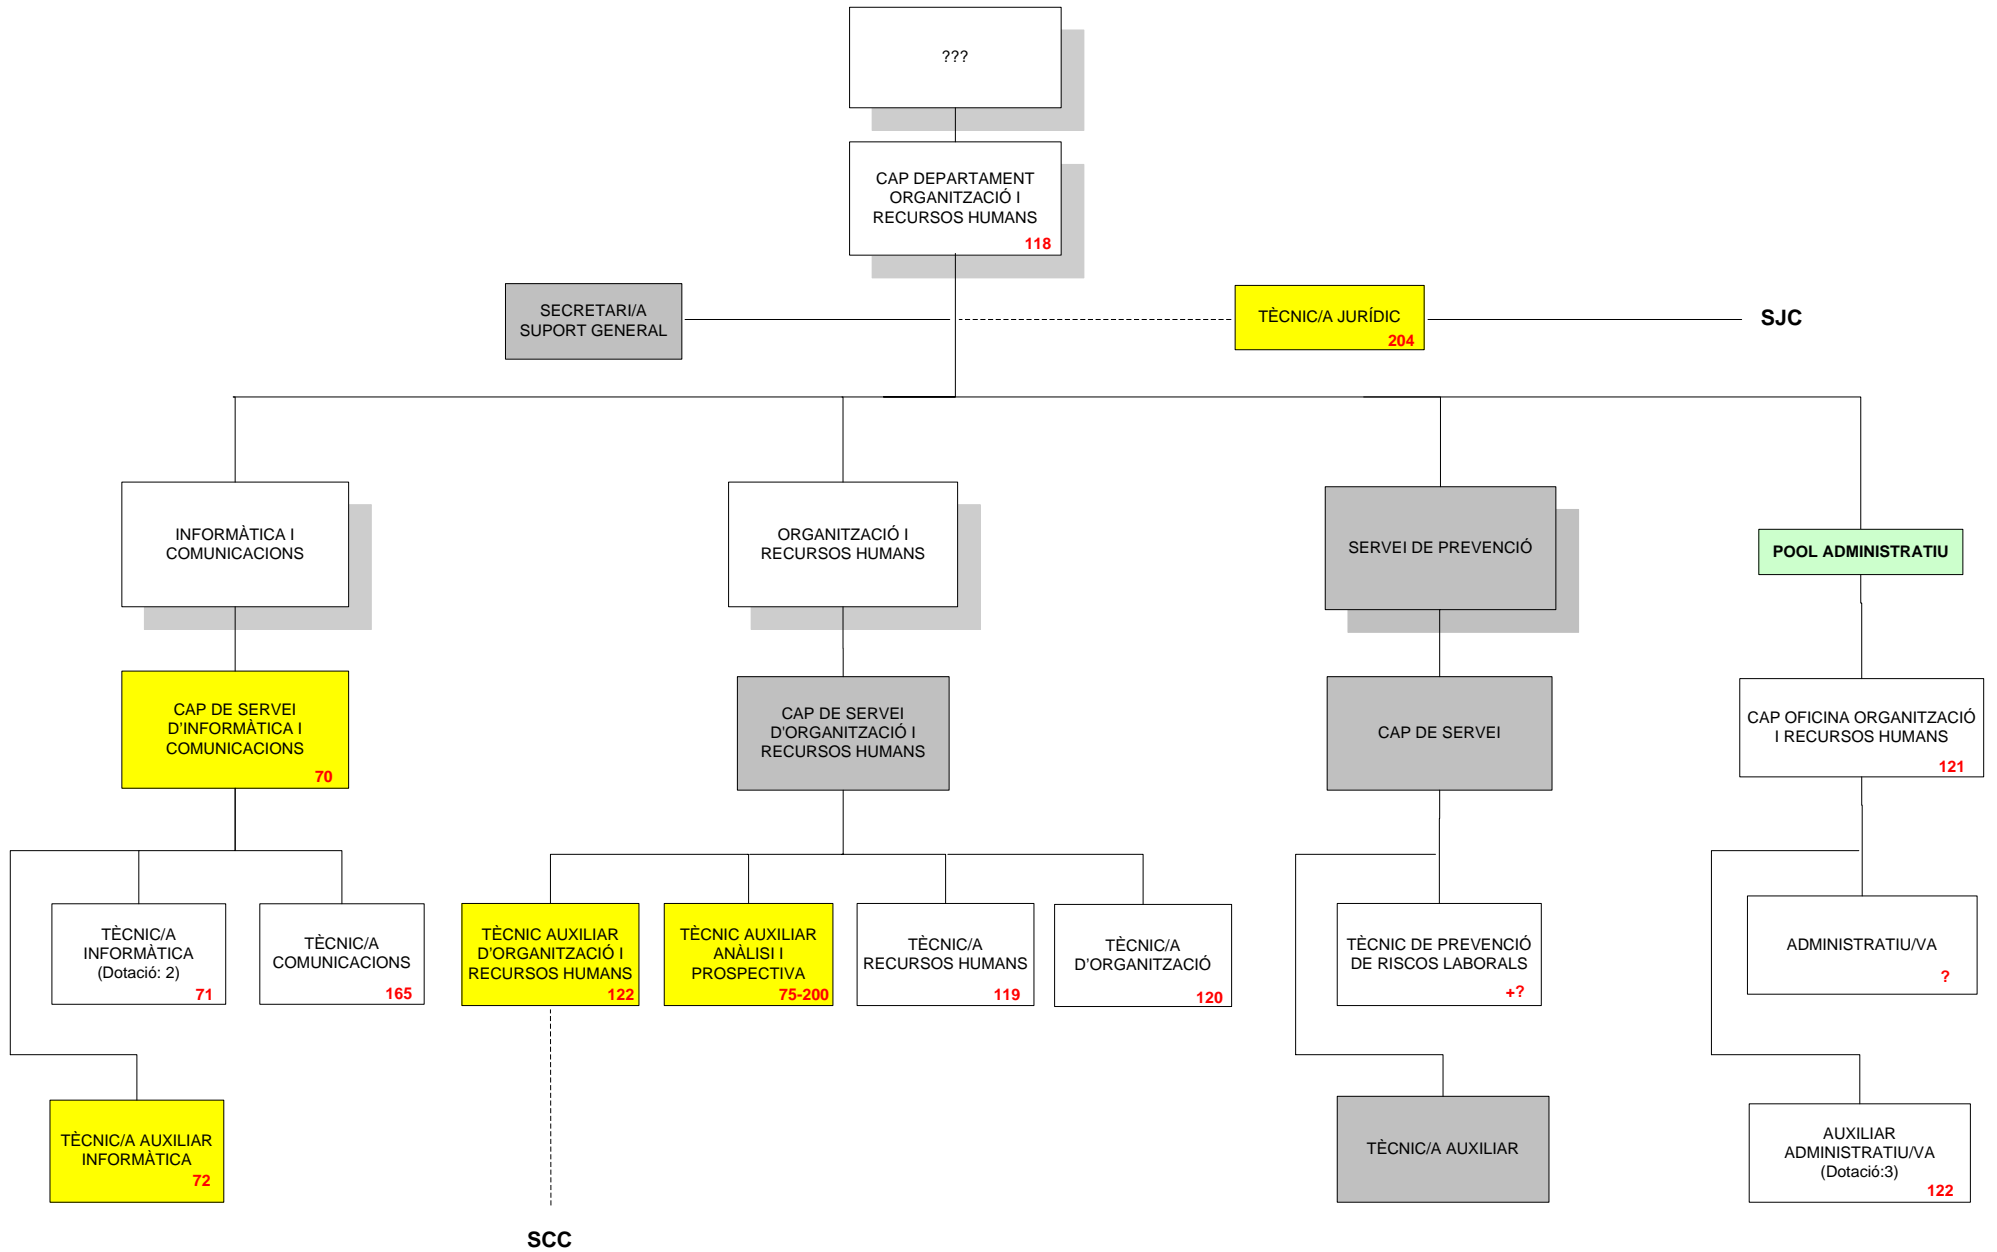 ???
CAP DEPARTAMENT
ORGANITZACIÓ I
RECURSOS HUMANS
118
SECRETARI/A
SUPORT GENERAL
TÈCNIC/A JURÍDIC
204
SJC
INFORMÀTICA I
COMUNICACIONS
ORGANITZACIÓ I
RECURSOS HUMANS
SERVEI DE PREVENCIÓ
POOL ADMINISTRATIU
CAP DE SERVEI
D'INFORMÀTICA I
COMUNICACIONS
70
CAP DE SERVEI
D'ORGANITZACIÓ I
RECURSOS HUMANS
CAP DE SERVEI
CAP OFICINA ORGANITZACIÓ
I RECURSOS HUMANS
121
TÈCNIC/A
INFORMÀTICA
(Dotació: 2)
71
TÈCNIC/A
COMUNICACIONS
165
TÈCNIC AUXILIAR
D'ORGANITZACIÓ I
RECURSOS HUMANS
122
TÈCNIC AUXILIAR
ANÀLISI I
PROSPECTIVA
75-200
TÈCNIC/A
RECURSOS HUMANS
119
TÈCNIC/A
D'ORGANITZACIÓ
120
TÈCNIC DE PREVENCIÓ
DE RISCOS LABORALS
+?
ADMINISTRATIU/VA
?
TÈCNIC/A AUXILIAR
INFORMÀTICA
72
TÈCNIC/A AUXILIAR
AUXILIAR
ADMINISTRATIU/VA
(Dotació:3)
122
SCC